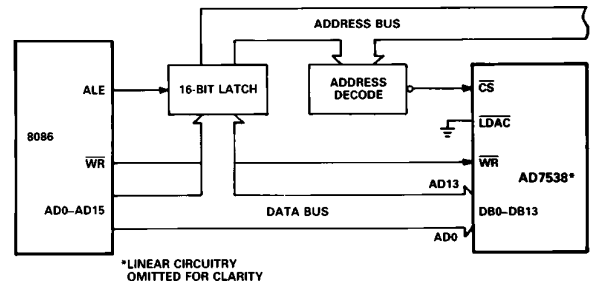 ADDRESS BUS
ALE
16-BIT LATCH
ADDRESS
DECODE
CS
LDAC
8086
WR
WR
AD7538*
AD13
AD0–AD15
DATA BUS
DB0–DB13
AD0
*LINEAR CIRCUITRY
OMITTED FOR CLARITY